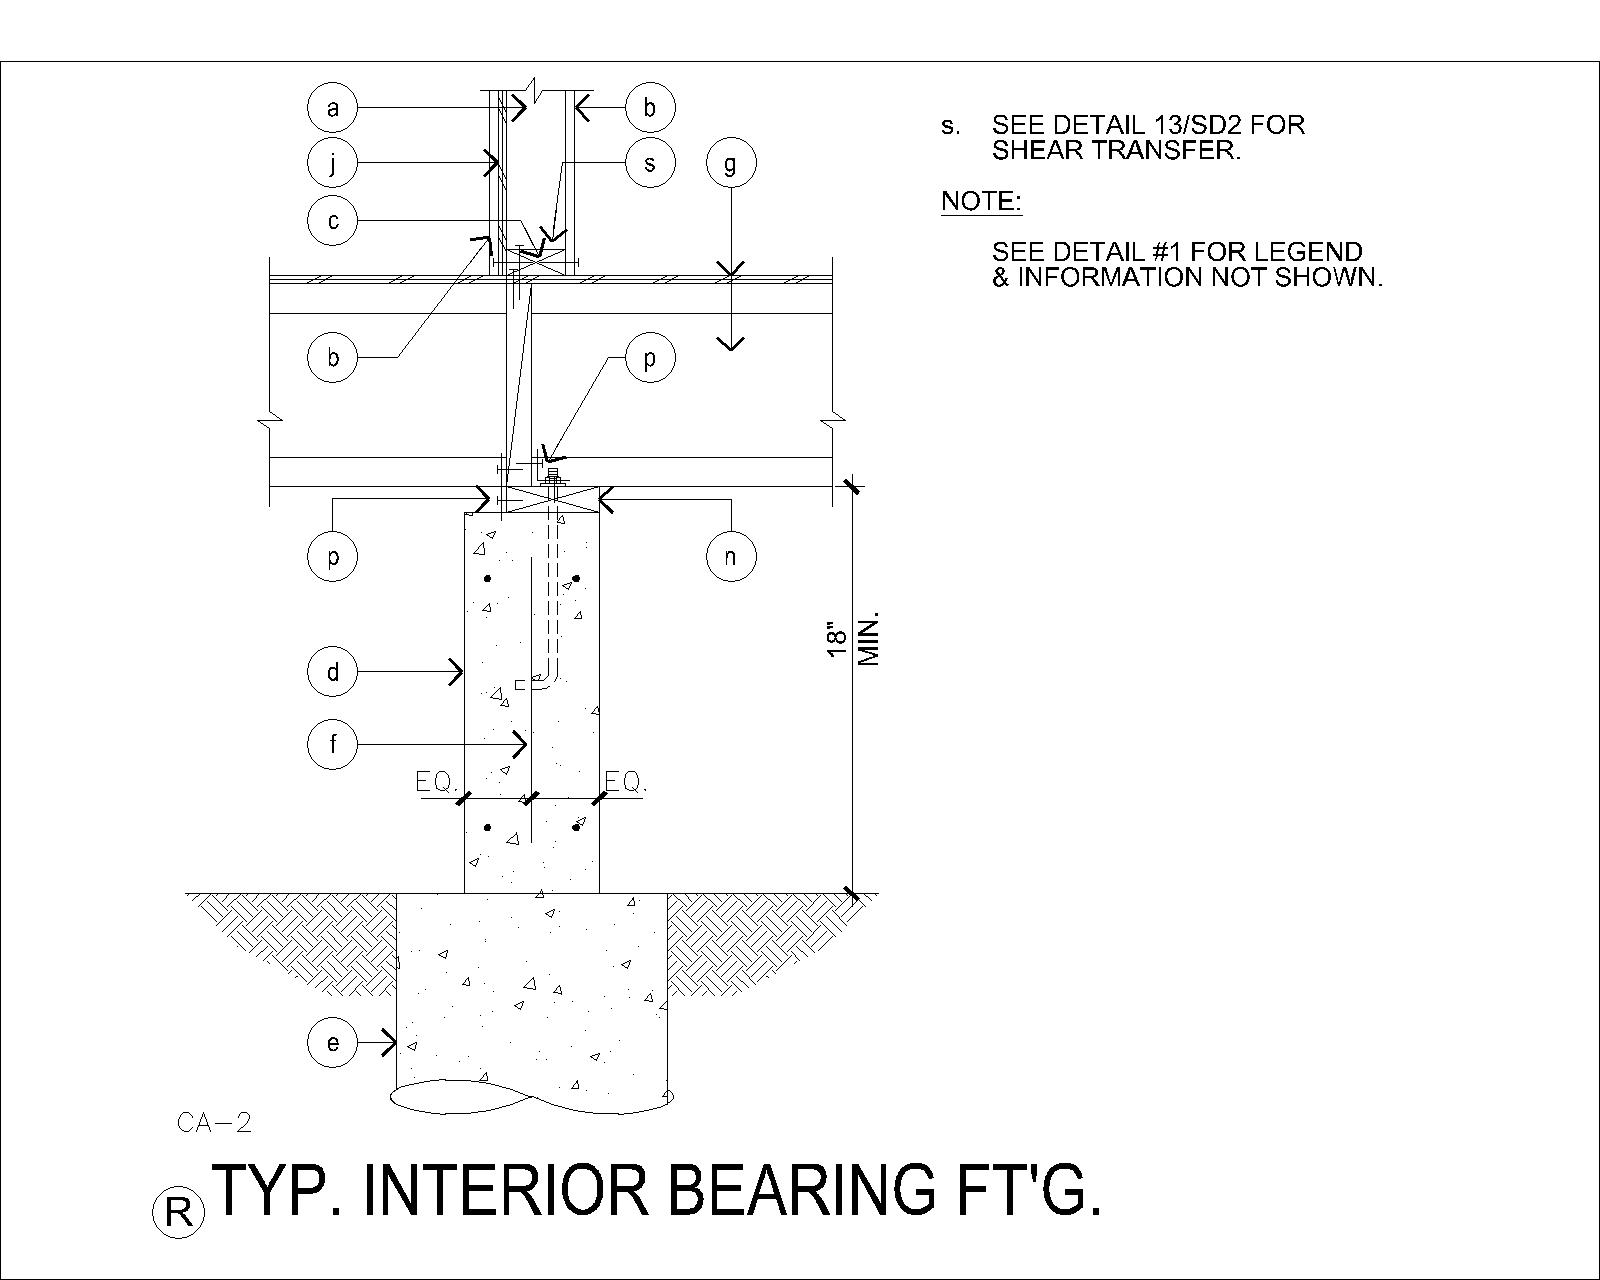 a
b
j
s
g
c
b
p
p
n
d
f
e
s. SEE DETAIL 13/SD2 FOR
SHEAR TRANSFER.
NOTE:
SEE DETAIL #1 FOR LEGEND
& INFORMATION NOT SHOWN.
18"
MIN.
EQ. EQ.
CA-2
R TYP. INTERIOR BEARING FT'G.